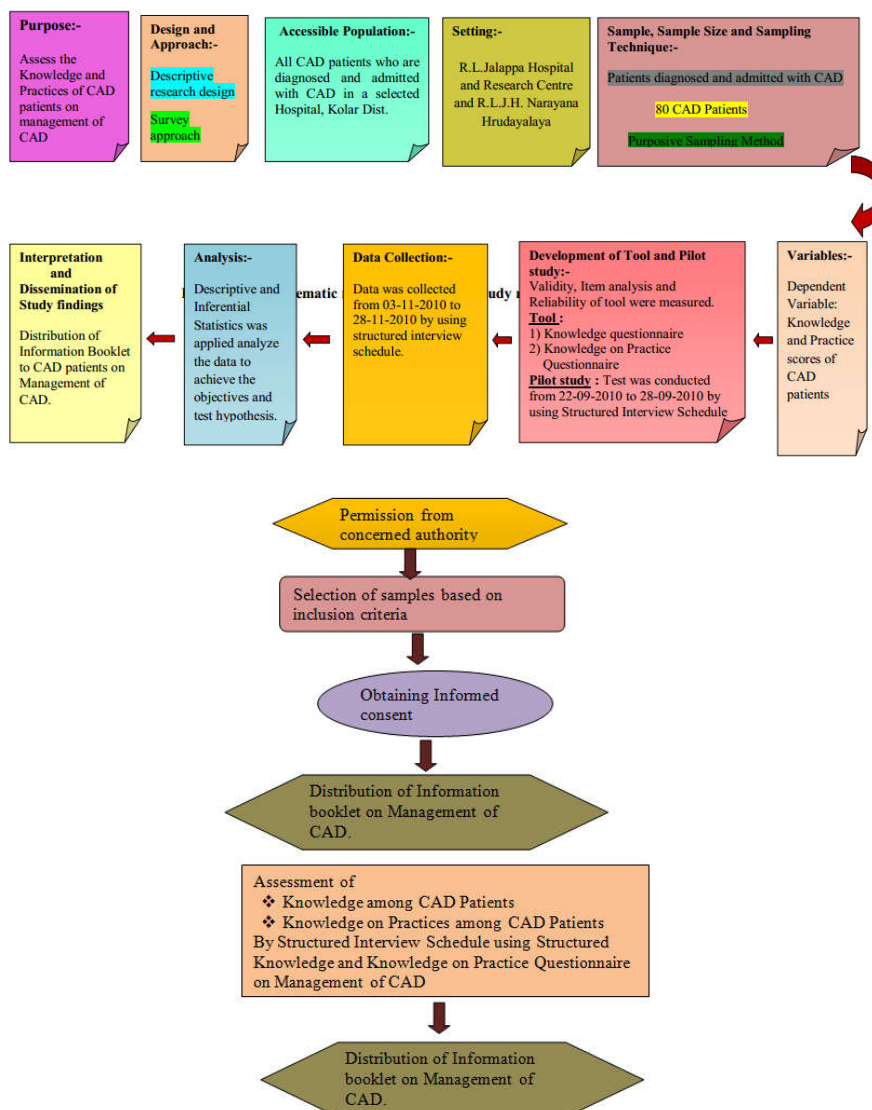 Purpose:-
Assess the
Knowledge and
Practices of CAD
patients on
management of
CAD
Design and
Approach:-
Descriptive
research design
Survey
approach
Accessible Population:-
All CAD patients who are
diagnosed and admitted
with CAD in a selected
Hospital, Kolar Dist.
Setting:-
R.L.Jalappa Hospital
and Research Centre
and R.L.J.H. Narayana
Hrudayalaya
Sample, Sample Size and Sampling
Technique:-
Patients diagnosed and admitted with CAD
80 CAD Patients
Purposive Sampling Method
Interpretation
and
Dissemination of
Study findings
Distribution of
Information Booklet
to CAD patients on
Management of
CAD.
Analysis:-
Descriptive and
Inferential
Statistics was
applied analyze
the data to
achieve the
objectives and
test hypothesis.
ematic
Data Collection:-
Data was collected
from 03-11-2010 to
28-11-2010 by using
structured interview
schedule.
udy
Development of Tool and Pilot
study:-
Validity, Item analysis and
Reliability of tool were measured.
Tool :
1) Knowledge questionnaire
2) Knowledge on Practice
Questionnaire
Pilot study : Test was conducted
from 22-09-2010 to 28-09-2010 by
using Structured Interview Schedule
Variables:-
Dependent
Variable:
Knowledge
and Practice
scores of
CAD
patients
Permission from
concerned authority
Selection of samples based on
inclusion criteria
Obtaining Informed
consent
Distribution of Information
booklet on Management of
CAD.
Assessment of
❖ Knowledge among CAD Patients
❖ Knowledge on Practices among CAD Patients
By Structured Interview Schedule using Structured
Knowledge and Knowledge on Practice Questionnaire
on Management of CAD
Distribution of Information
booklet on Management of
CAD.